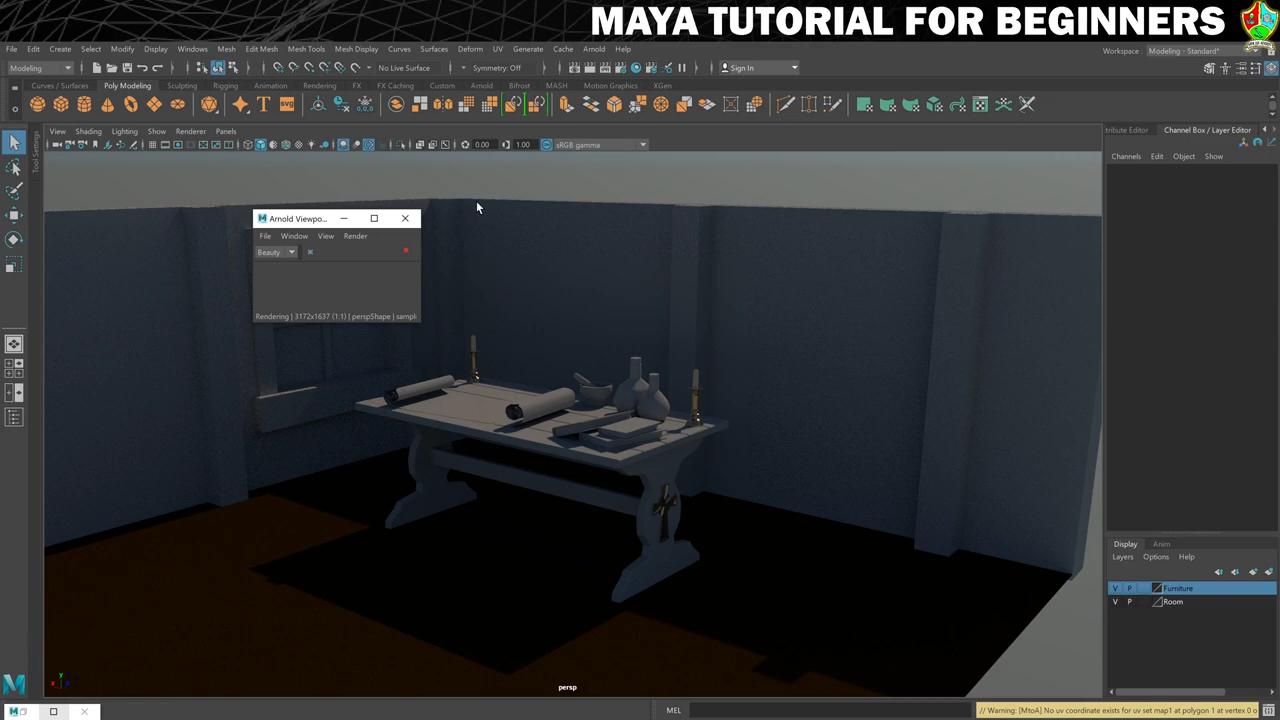 MAYA TUTORIAL FOR BEGINNERS
File Edit Create Select Modify Display Windows Mesh Edit Mesh Mesh Tools Mesh Display Curves Surfaces Deform UV Generate Cache Arnold Help
Workspace: Modeling - Standard*
Modeling
No Live Surface
Symmetry: Off
Sign In
Curves / Surfaces Poly Modeling Sculpting Rigging Animation Rendering FX FX Caching Custom Arnold Bifrost MASH Motion Graphics XGen
View Shading Lighting Show Renderer Panels
tribute Editor Channel Box / Layer Editor
0.00 1.00 sRGB gamma
Channels Edit Object Show
Tool Settings
Arnold Viewpo...
File Window View Render
Beauty
Rendering | 3172x1637 (1:1) | perspShape | sampl
Display Anim
Layers Options Help
V P Furniture
V P Room
persp
MEL
// Warning: [MtoA] No uv coordinate exists for uv set map1 at polygon 1 at vertex 0 o